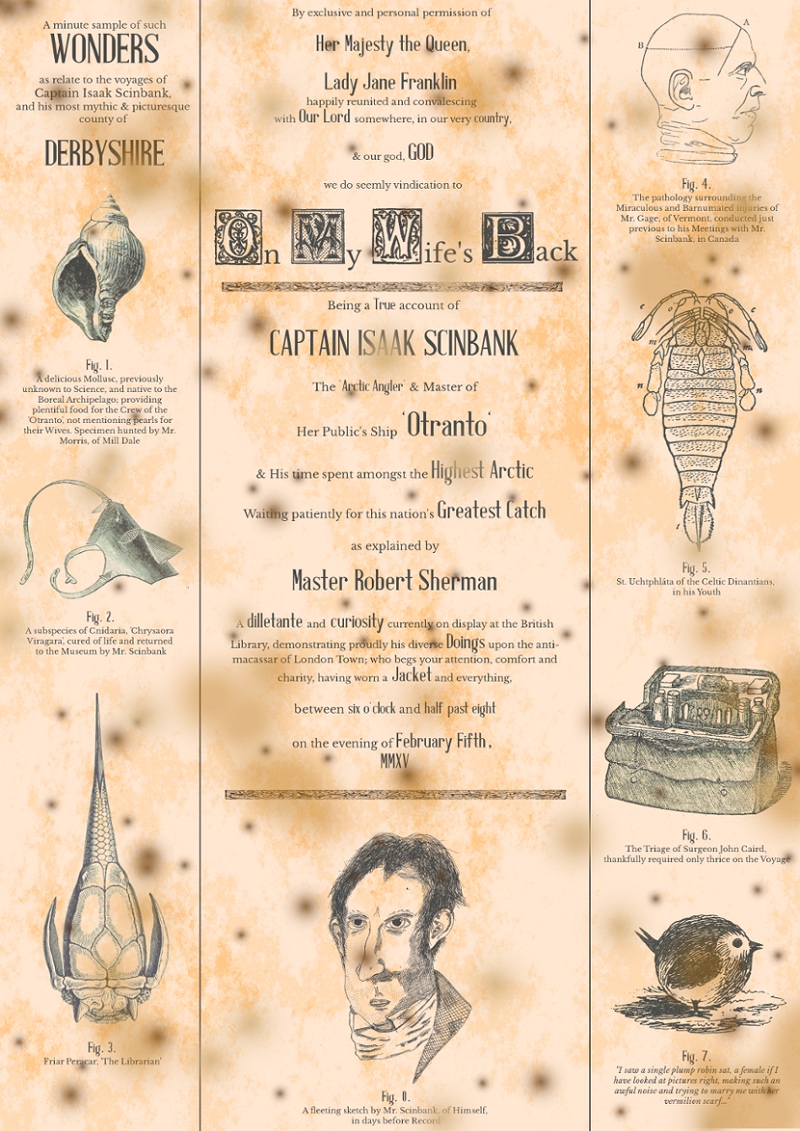 A minute sample of such
WONDERS
as relate to the voyages of
Captain Isaak Scinbank,
and his most mythic & picturesque
county of
DERBYSHIRE
Fig. 1.
A delicious Mollusc, previously
unknown to Science, and native to the
Boreal Archipelago; providing
plentiful food for the Crew of the
'Otranto', not mentioning pearls for
their Wives. Specimen hunted by Mr.
Morris, of Mill Dale
Fig. 2.
A subspecies of Cnidaria, 'Chrysaora
Viragara', cured of life and returned
to the Museum by Mr. Scinbank
Fig. 3.
Friar Peracar, 'The Librarian'
By exclusive and personal permission of
Her Majesty the Queen,
Lady Jane Franklin
happily reunited and convalescing
with Our Lord somewhere, in our very country,
& our god, GOD
we do seemly vindication to
On My Wife's Back
Being a True account of
CAPTAIN ISAAK SCINBANK
The 'Arctic Angler' & Master of
Her Public's Ship 'Otranto'
& His time spent amongst the Highest Arctic
Waiting patiently for this nation's Greatest Catch
as explained by
Master Robert Sherman
A dilletante and curiosity currently on display at the British
Library, demonstrating proudly his diverse Doings upon the anti-
macassar of London Town; who begs your attention, comfort and
charity, having worn a Jacket and everything,
between six o'clock and half past eight
on the evening of February Fifth,
MMXV
Fig. 0.
A fleeting sketch by Mr. Scinbank, of Himself,
in days before Record
A
B
Fig. 4.
The pathology surrounding the
Miraculous and Barnumated injuries of
Mr. Gage, of Vermont, conducted just
previous to his Meetings with Mr.
Scinbank, in Canada
Fig. 5.
St. Uchtphláta of the Celtic Dinantians,
in his Youth
Fig. 6.
The Triage of Surgeon John Caird,
thankfully required only thrice on the Voyage
Fig. 7.
"I saw a single plump robin sat, a female if I
have looked at pictures right, making such an
awful noise and trying to marry me with her
vermilion scarf..."